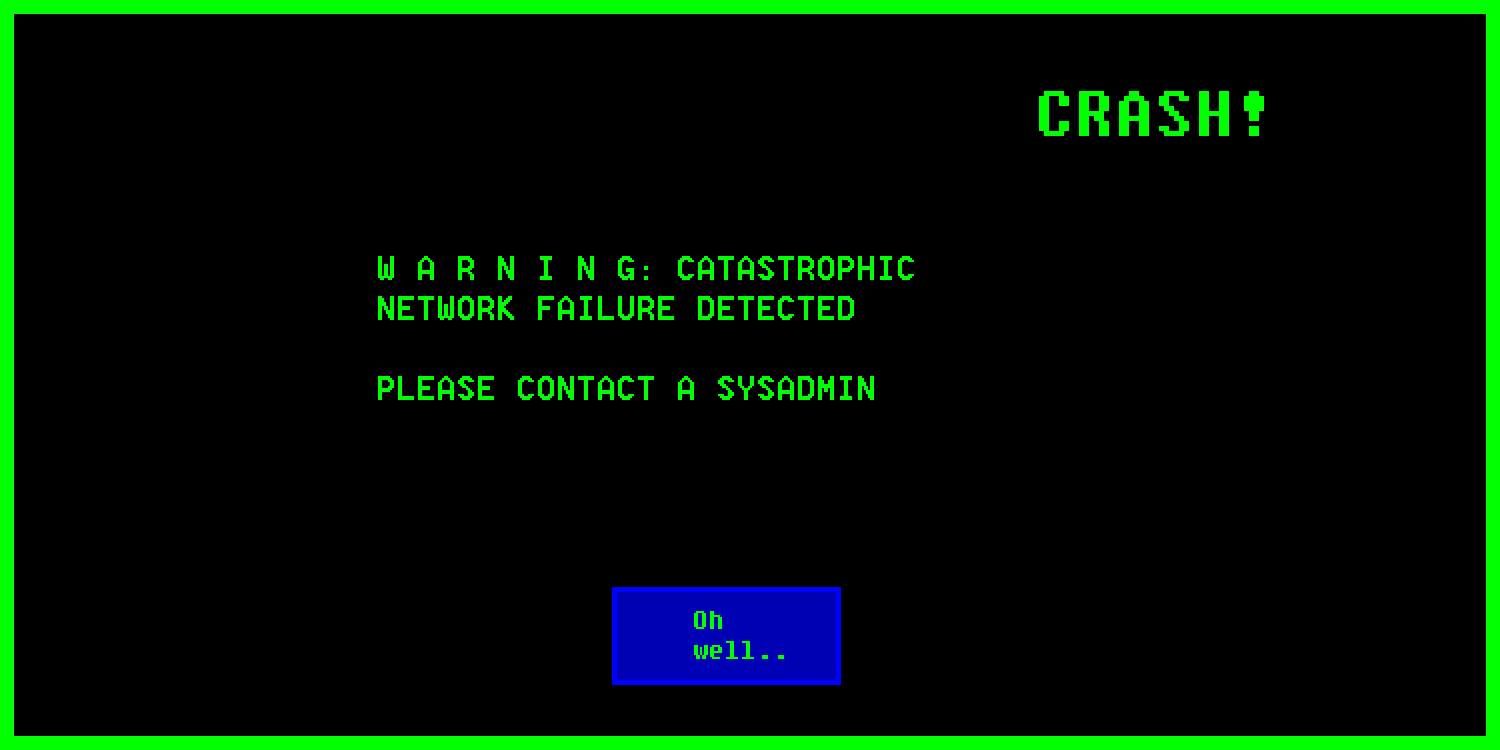 CRASH!
W A R N I N G: CATASTROPHIC
NETWORK FAILURE DETECTED
PLEASE CONTACT A SYSADMIN
Oh
well..